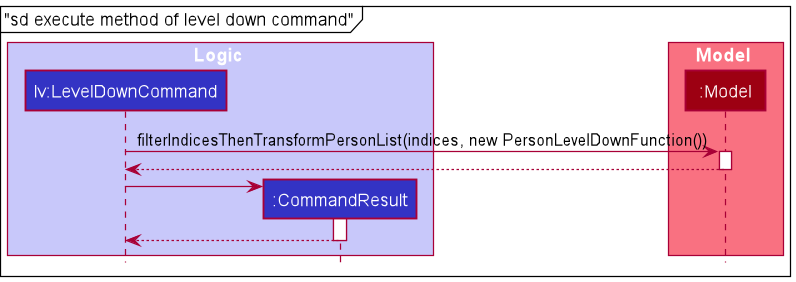 "sd execute method of level down command"
Logic
Model
lv:LevelDownCommand
:Model
filterIndicesThenTransformPersonList(indices, new PersonLevelDownFunction())
:CommandResult